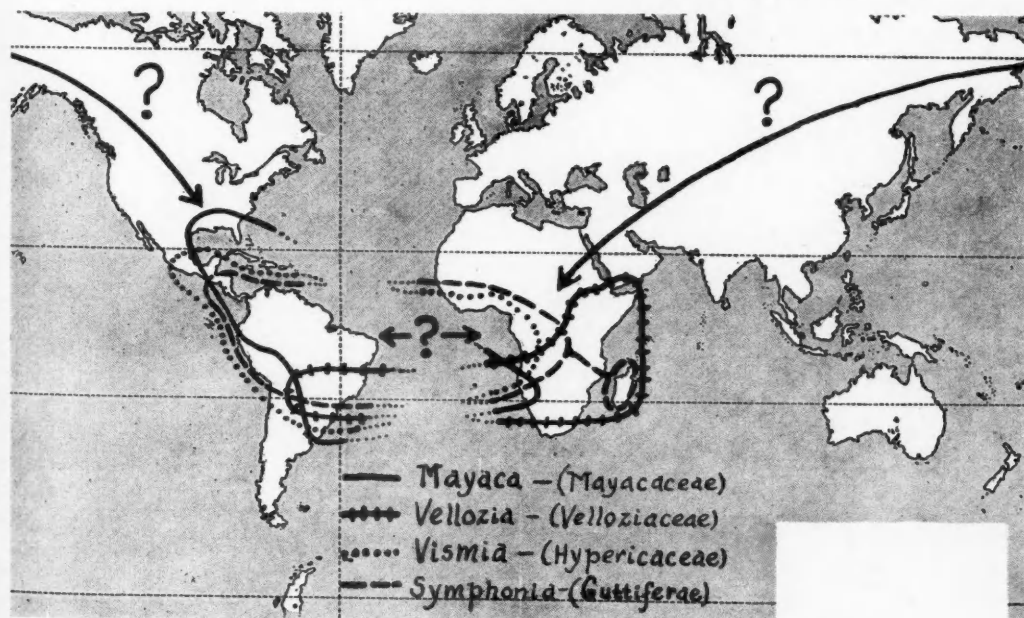 ?
?
←?→
Mayaca – (Mayacaceae)
Vellozia – (Velloziaceae)
Vismia – (Hypericaceae)
Symphonia – (Guttiferae)